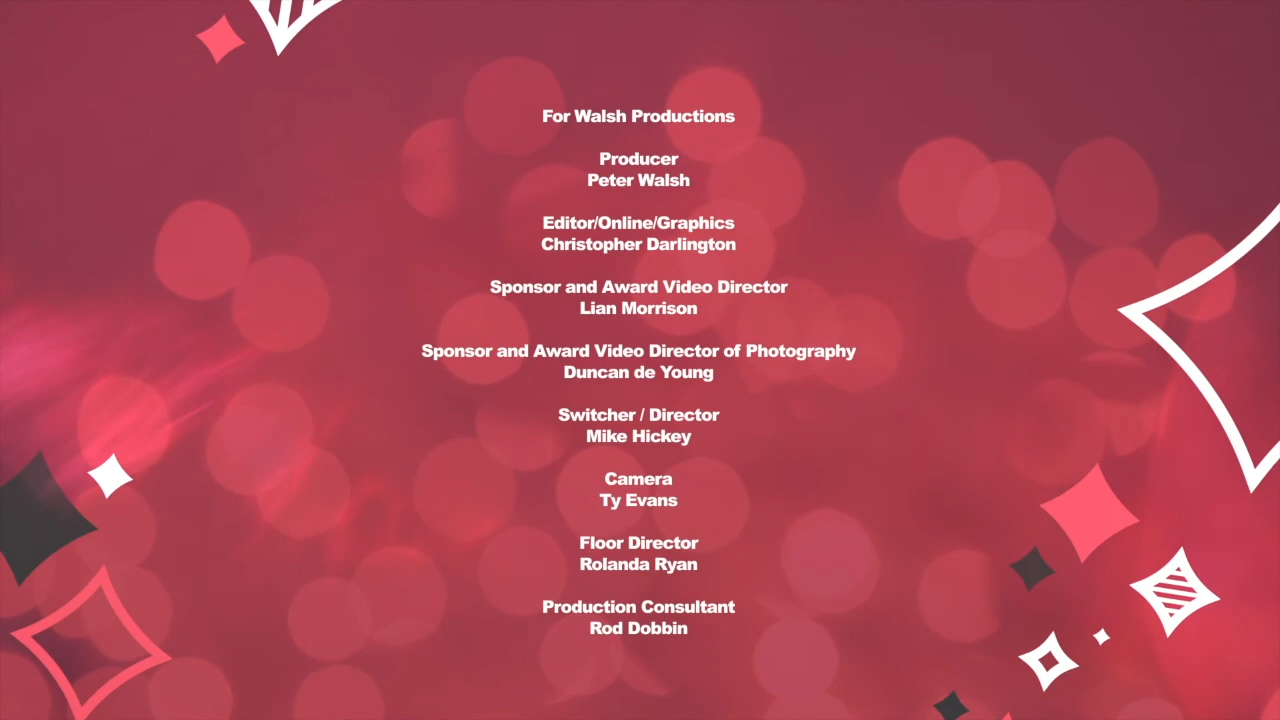 For Walsh Productions
Producer
Peter Walsh
Editor/Online/Graphics
Christopher Darlington
Sponsor and Award Video Director
Lian Morrison
Sponsor and Award Video Director of Photography
Duncan de Young
Switcher / Director
Mike Hickey
Camera
Ty Evans
Floor Director
Rolanda Ryan
Production Consultant
Rod Dobbin